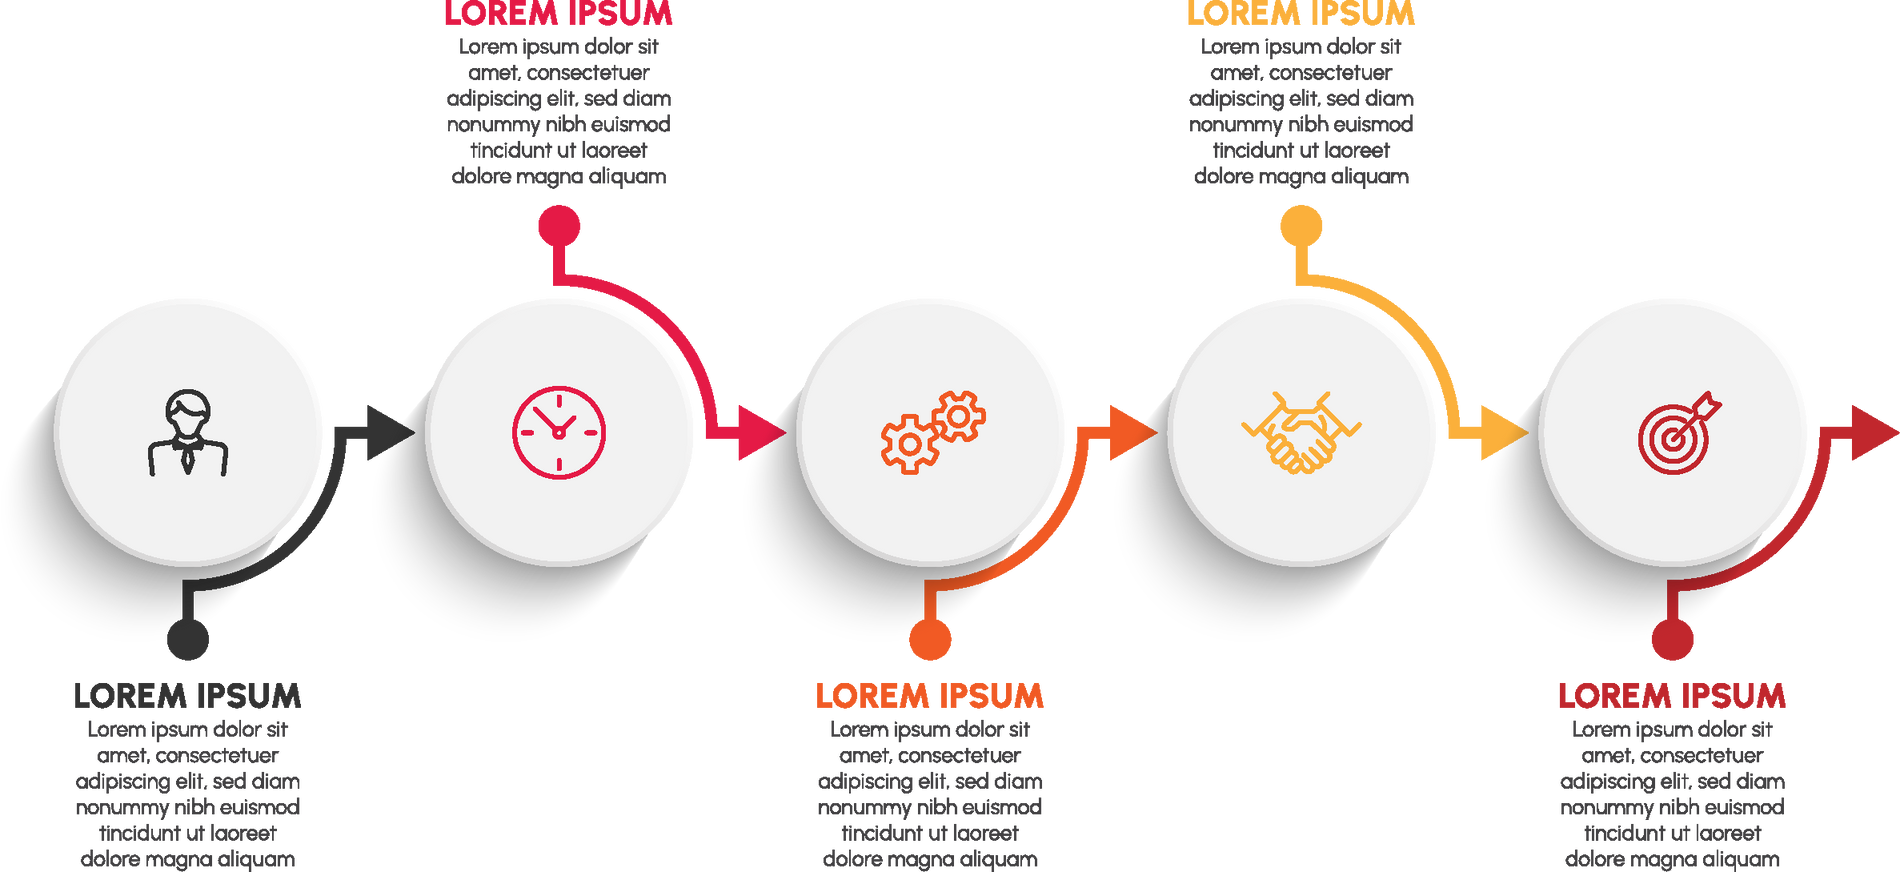 LOREM IPSUM
Lorem ipsum dolor sit
amet, consectetuer
adipiscing elit, sed diam
nonummy nibh euismod
tincidunt ut laoreet
dolore magna aliquam
LOREM IPSUM
Lorem ipsum dolor sit
amet, consectetuer
adipiscing elit, sed diam
nonummy nibh euismod
tincidunt ut laoreet
dolore magna aliquam
LOREM IPSUM
Lorem ipsum dolor sit
amet, consectetuer
adipiscing elit, sed diam
nonummy nibh euismod
tincidunt ut laoreet
dolore magna aliquam
LOREM IPSUM
Lorem ipsum dolor sit
amet, consectetuer
adipiscing elit, sed diam
nonummy nibh euismod
tincidunt ut laoreet
dolore magna aliquam
LOREM IPSUM
Lorem ipsum dolor sit
amet, consectetuer
adipiscing elit, sed diam
nonummy nibh euismod
tincidunt ut laoreet
dolore magna aliquam